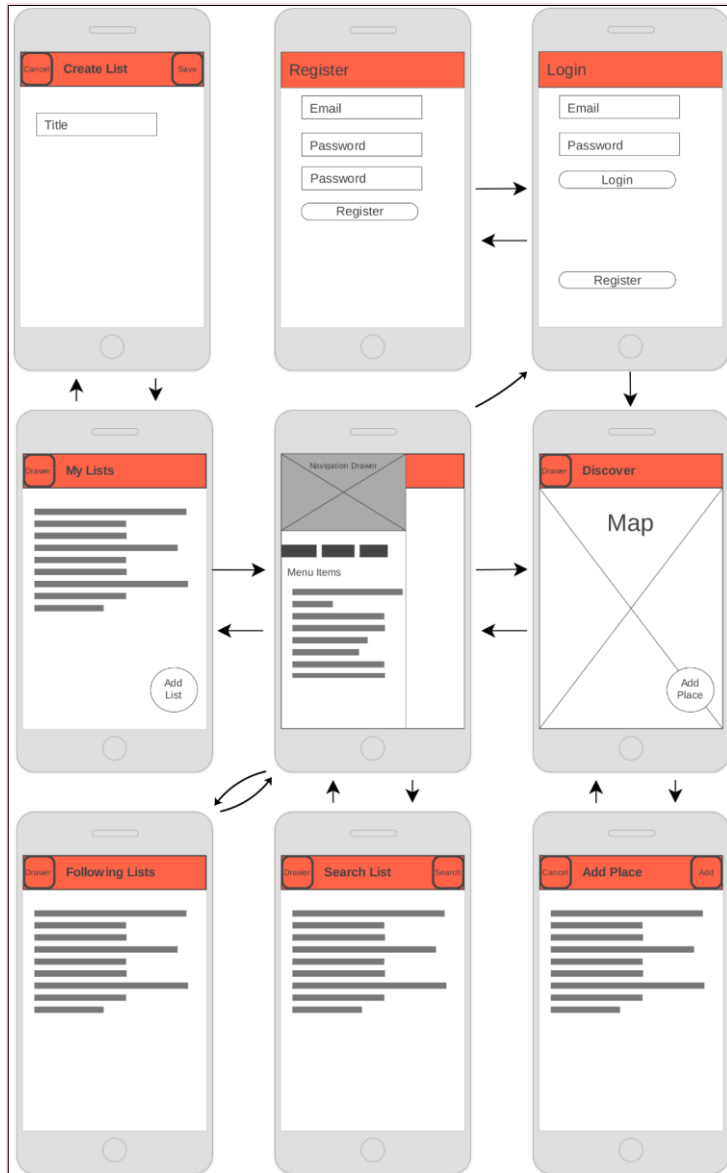 Cancel
Create List
Save
Title
Register
Email
Password
Password
Register
Login
Email
Password
Login
Register
Drawer
My Lists
Add
List
Navigation Drawer
Menu Items
Drawer
Discover
Map
Add
Place
Drawer
Following Lists
Drawer
Search List
Search
Cancel
Add Place
Add